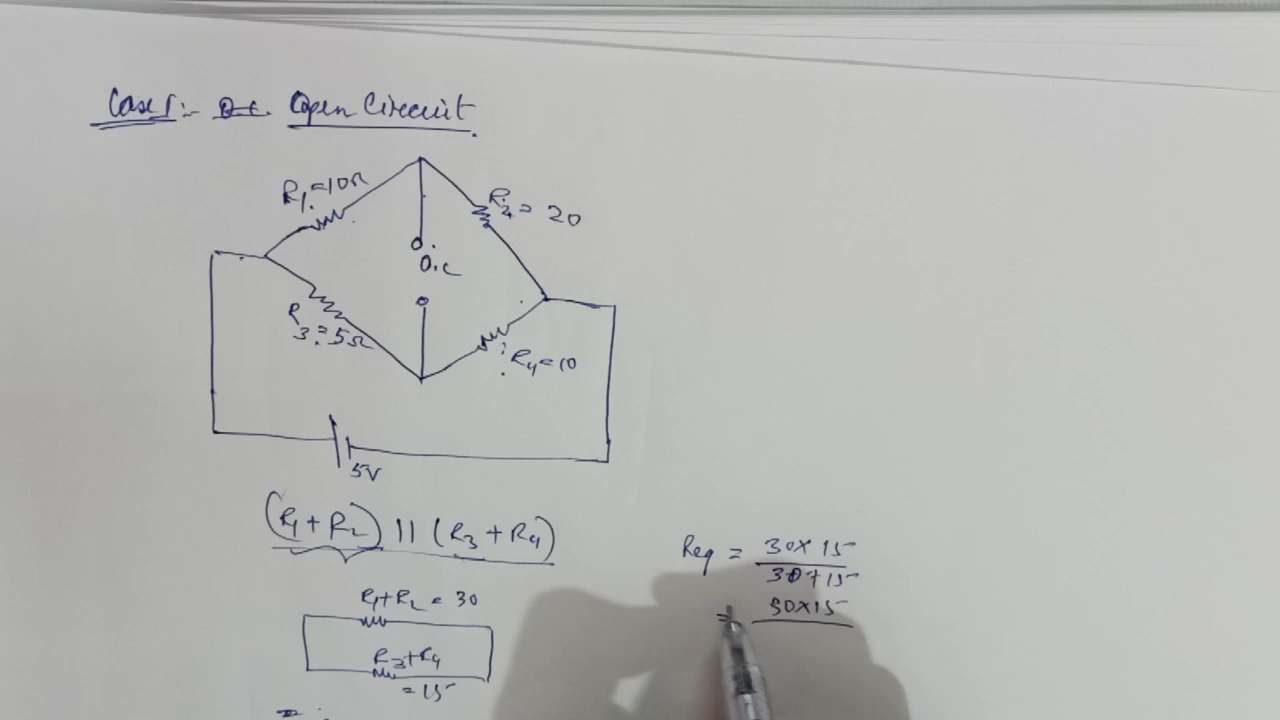 Case 1:- O.C. Open Circuit
R1=10Ω
R2= 20
O.C
R3=5Ω
R4=10
5V
(R1+R2) || (R3+R4)
Req = 30×15
30+15
R1+R2 = 30
= 30×15
R3+R4
=15